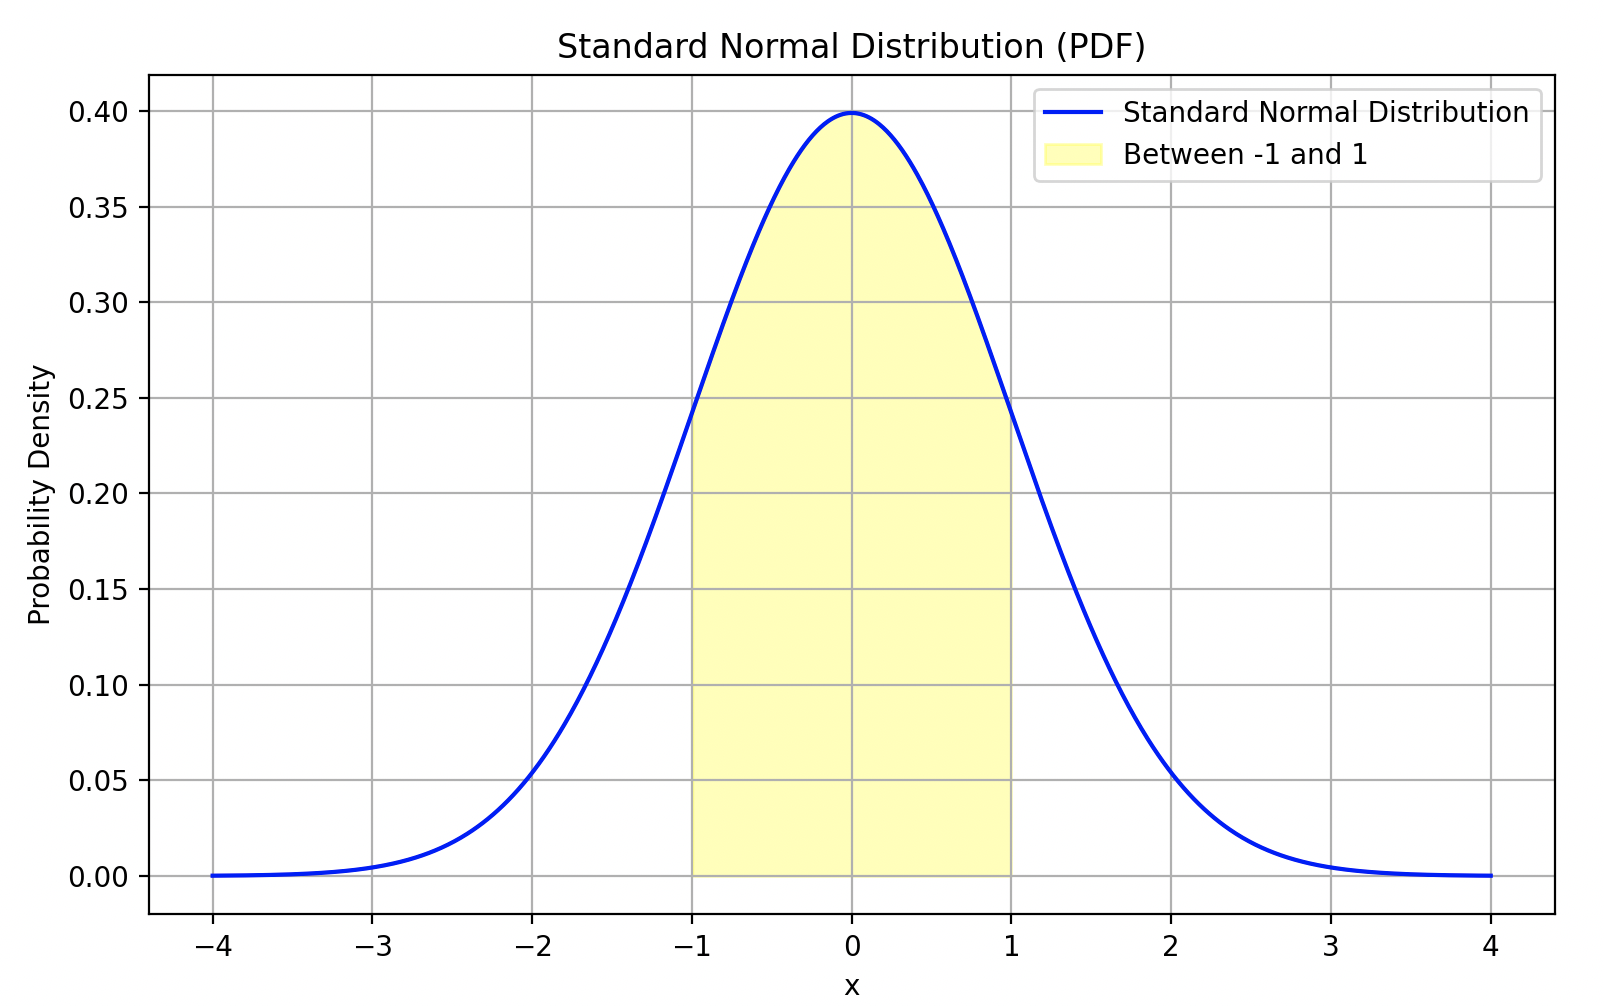 Standard Normal Distribution (PDF)
Standard Normal Distribution
Between -1 and 1
Probability Density
0.40
0.35
0.30
0.25
0.20
0.15
0.10
0.05
0.00
−4 −3 −2 −1 0 1 2 3 4
x